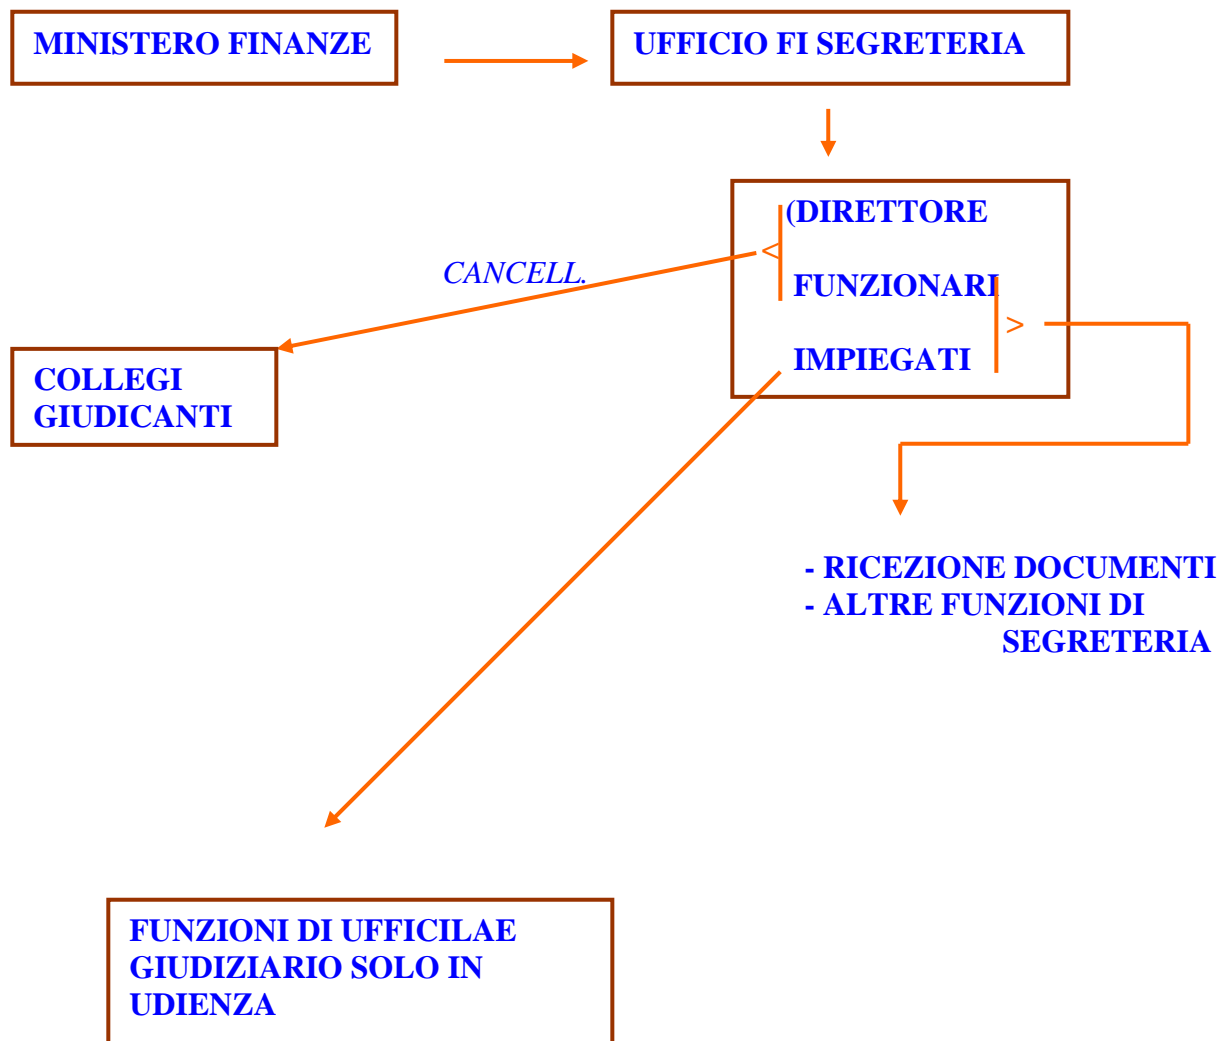 MINISTERO FINANZE
UFFICIO FI SEGRETERIA
(DIRETTORE
<
CANCELL.
FUNZIONARI
>
IMPIEGATI
COLLEGI
GIUDICANTI
- RICEZIONE DOCUMENTI
- ALTRE FUNZIONI DI
SEGRETERIA
FUNZIONI DI UFFICILAE
GIUDIZIARIO SOLO IN
UDIENZA